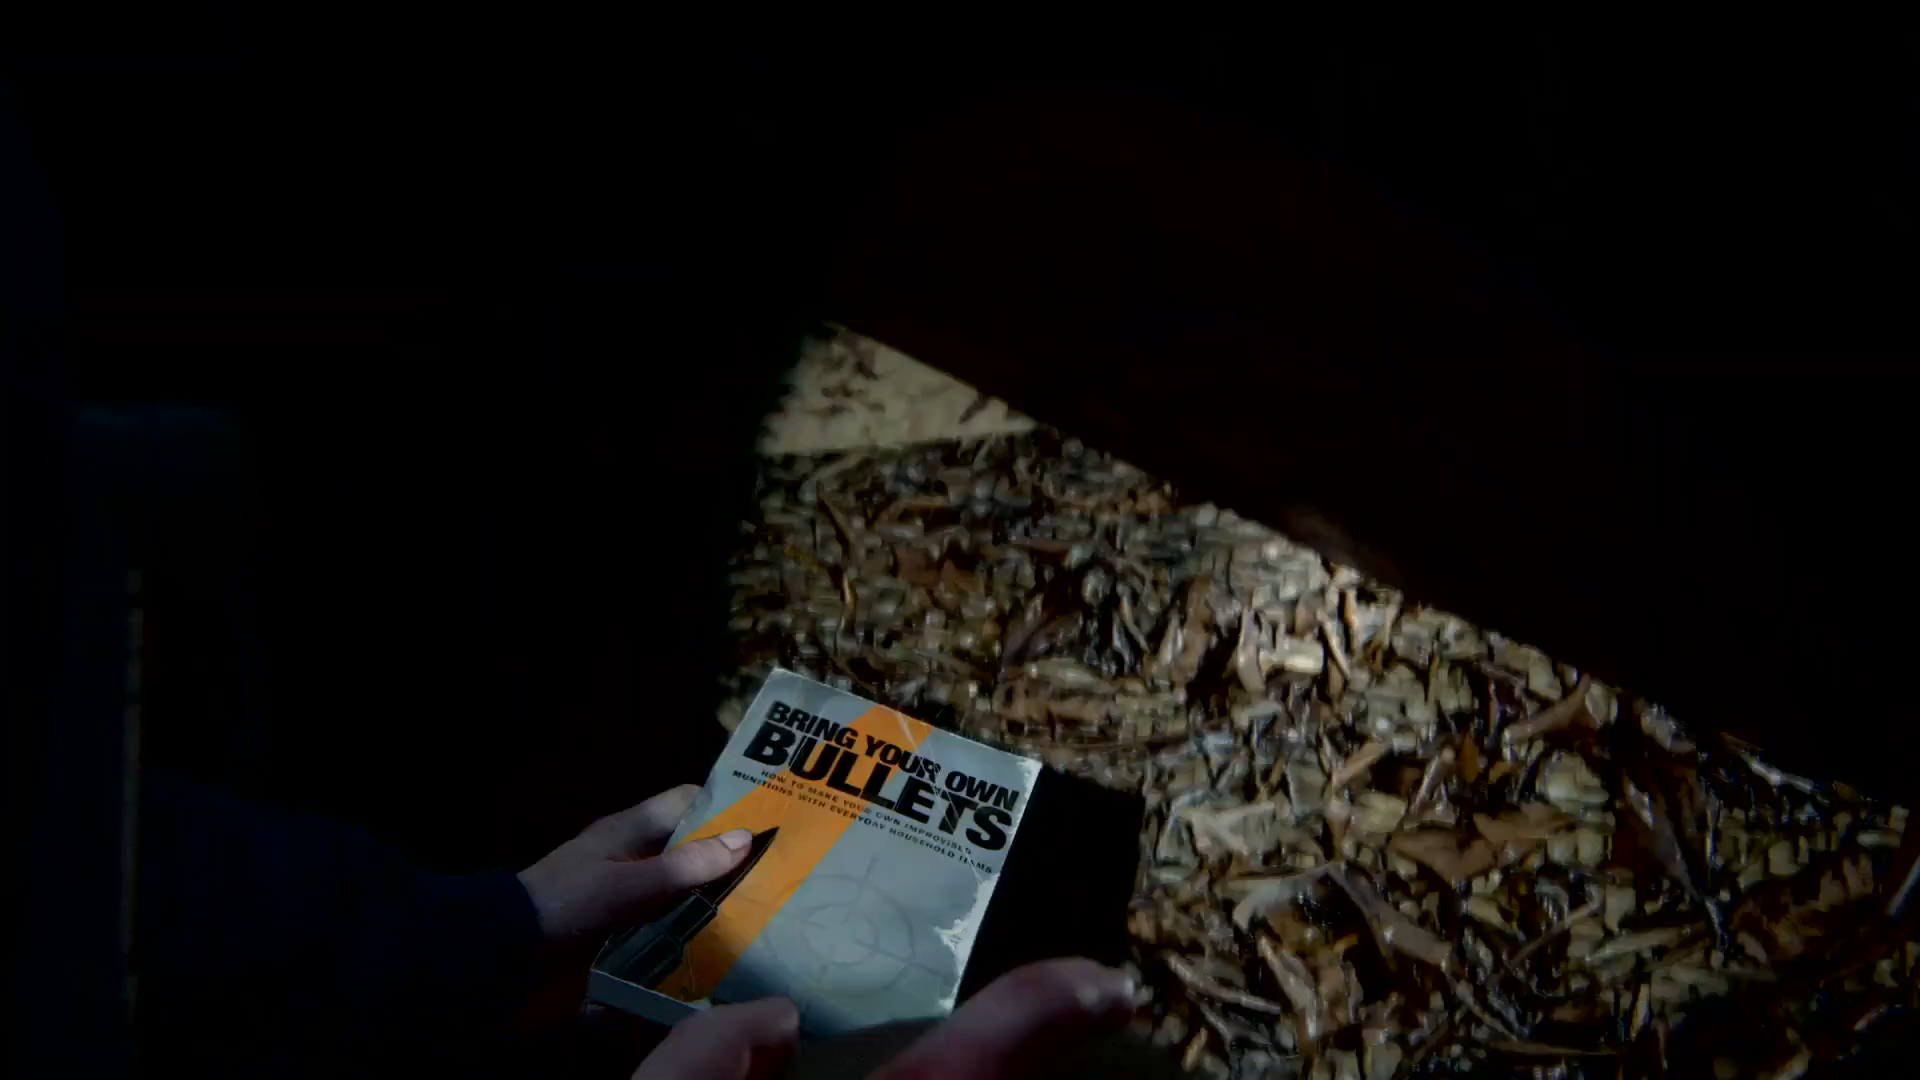 BRING YOUR OWN
BULLETS
HOW TO MAKE YOUR OWN IMPROVISED
MUNITIONS WITH EVERYDAY HOUSEHOLD ITEMS